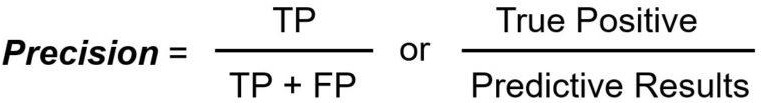 Precision = TP / TP + FP or True Positive / Predictive Results